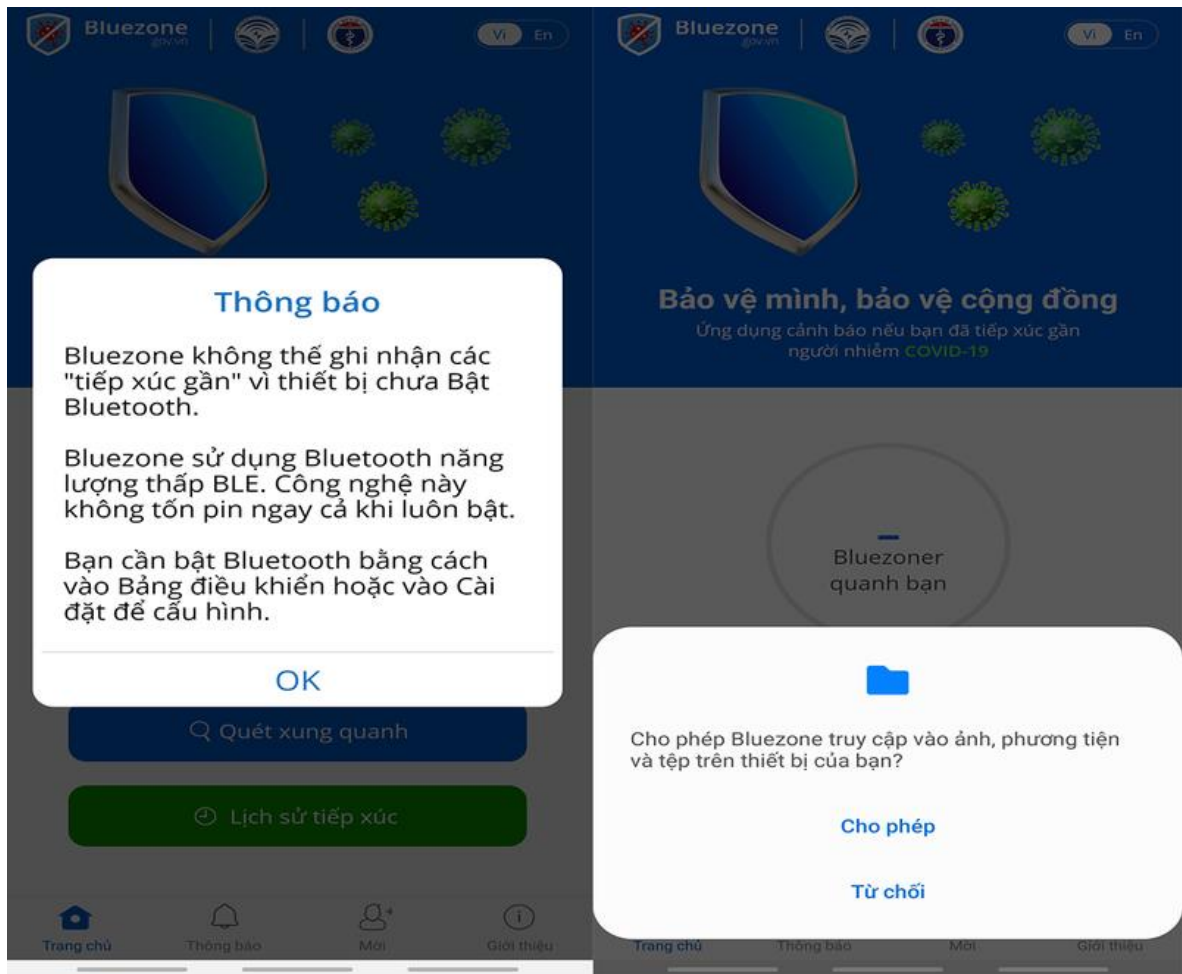 Bluezone
gov.vn
Vi En
Thông báo
Bluezone không thể ghi nhận các
"tiếp xúc gần" vì thiết bị chưa Bật
Bluetooth.
Bluezone sử dụng Bluetooth năng
lượng thấp BLE. Công nghệ này
không tốn pin ngay cả khi luôn bật.
Bạn cần bật Bluetooth bằng cách
vào Bảng điều khiển hoặc vào Cài
đặt để cấu hình.
OK
Quét xung quanh
Lịch sử tiếp xúc
Trang chủ Thông báo Mời Giới thiệu
Bluezone
gov.vn
Vi En
Bảo vệ mình, bảo vệ cộng đồng
Ứng dụng cảnh báo nếu bạn đã tiếp xúc gần
người nhiễm COVID-19
Bluezoner
quanh bạn
Cho phép Bluezone truy cập vào ảnh, phương tiện
và tệp trên thiết bị của bạn?
Cho phép
Từ chối
Trang chủ Thông báo Mời Giới thiệu